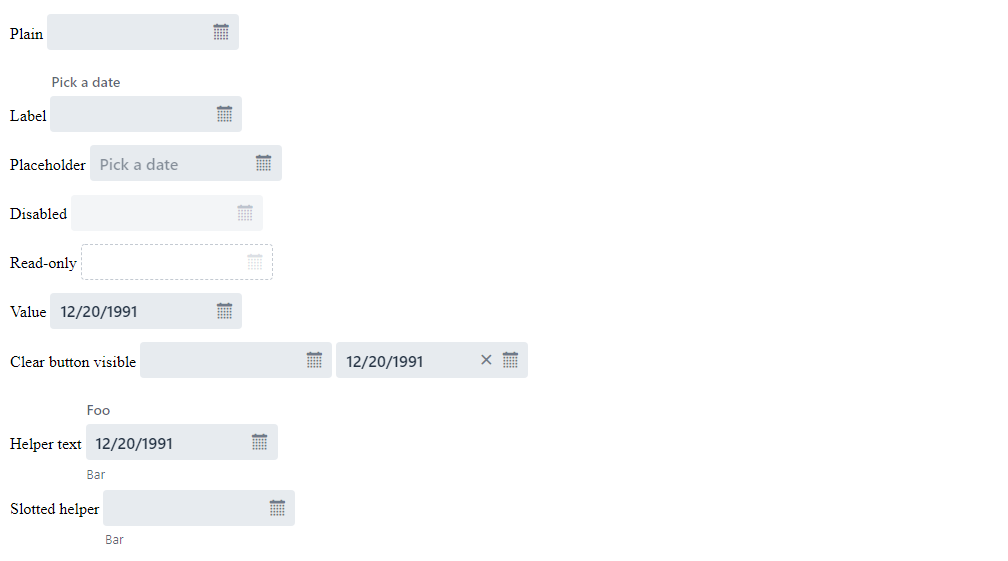 Plain
Pick a date
Label
Placeholder Pick a date
Disabled
Read-only
Value 12/20/1991
Clear button visible 12/20/1991
Foo
Helper text 12/20/1991
Bar
Slotted helper
Bar